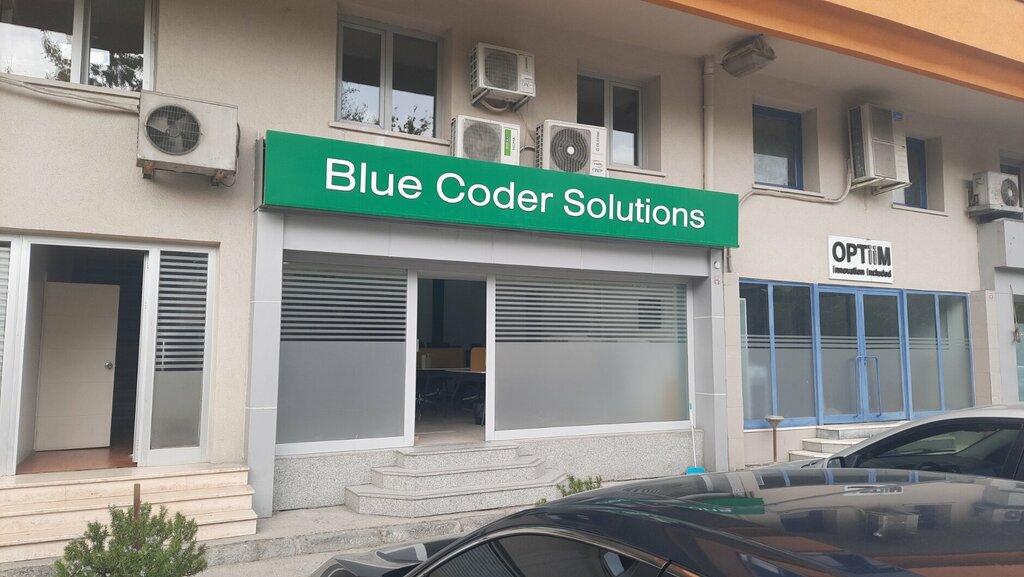 Blue Coder Solutions
OPTiiM
innovation included